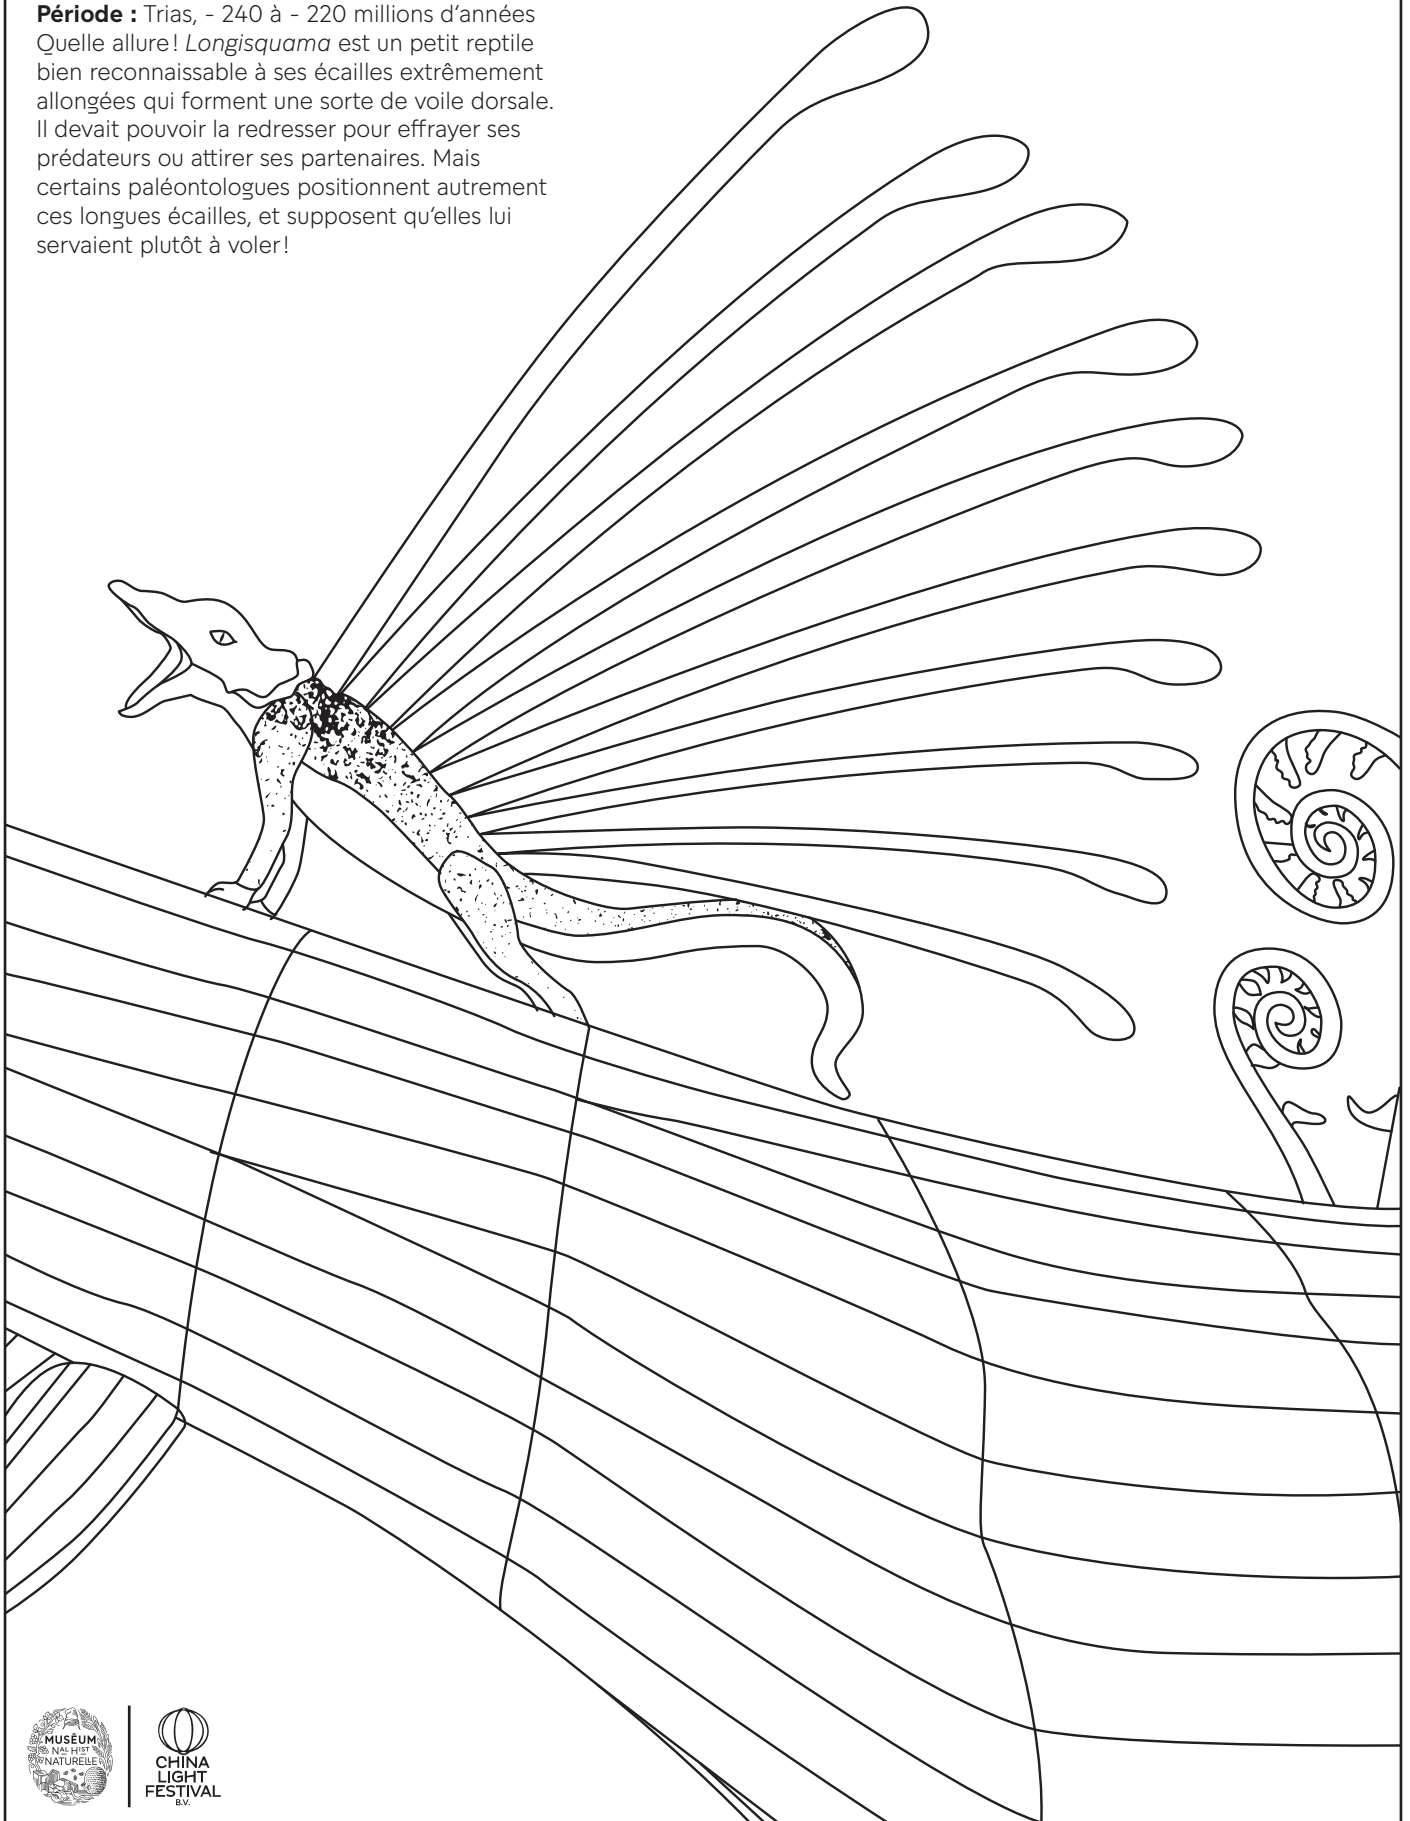 Période : Trias, - 240 à - 220 millions d’années
Quelle allure! Longisquama est un petit reptile
bien reconnaissable à ses écailles extrêmement
allongées qui forment une sorte de voile dorsale.
Il devait pouvoir la redresser pour effrayer ses
prédateurs ou attirer ses partenaires. Mais
certains paléontologues positionnent autrement
ces longues écailles, et supposent qu’elles lui
servaient plutôt à voler!
MUSĒUM
NAL HIST
NATURELLE
CHINA
LIGHT
FESTIVAL
B.V.